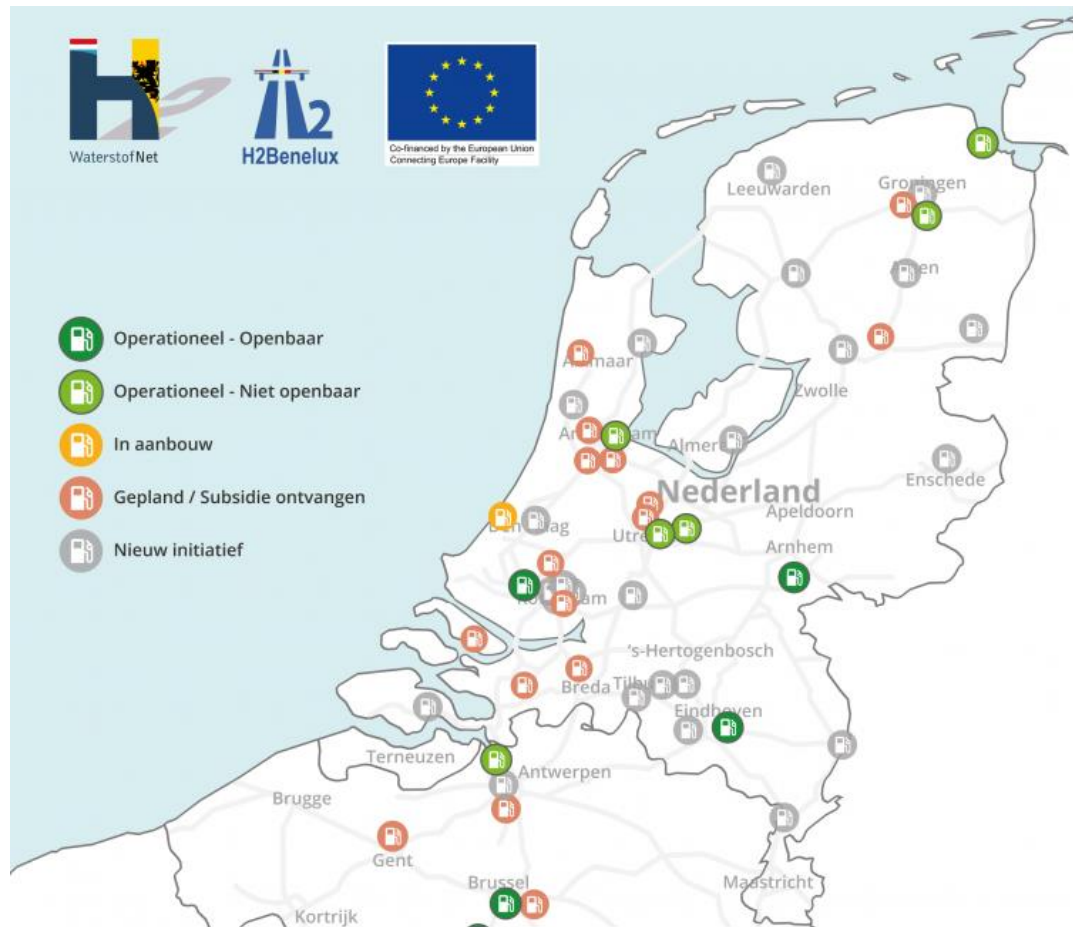 WaterstofNet
H2Benelux
Co-financed by the European Union
Connecting Europe Facility
Leeuwarden
Groningen
Operationeel - Openbaar
Operationeel - Niet openbaar
In aanbouw
Gepland / Subsidie ontvangen
Nieuw initiatief
Zwolle
Almere
Nederland
Enschede
Apeldoorn
Arnhem
's-Hertogenbosch
Breda
Eindhoven
Terneuzen
Antwerpen
Brugge
Gent
Brussel
Maastricht
Kortrijk